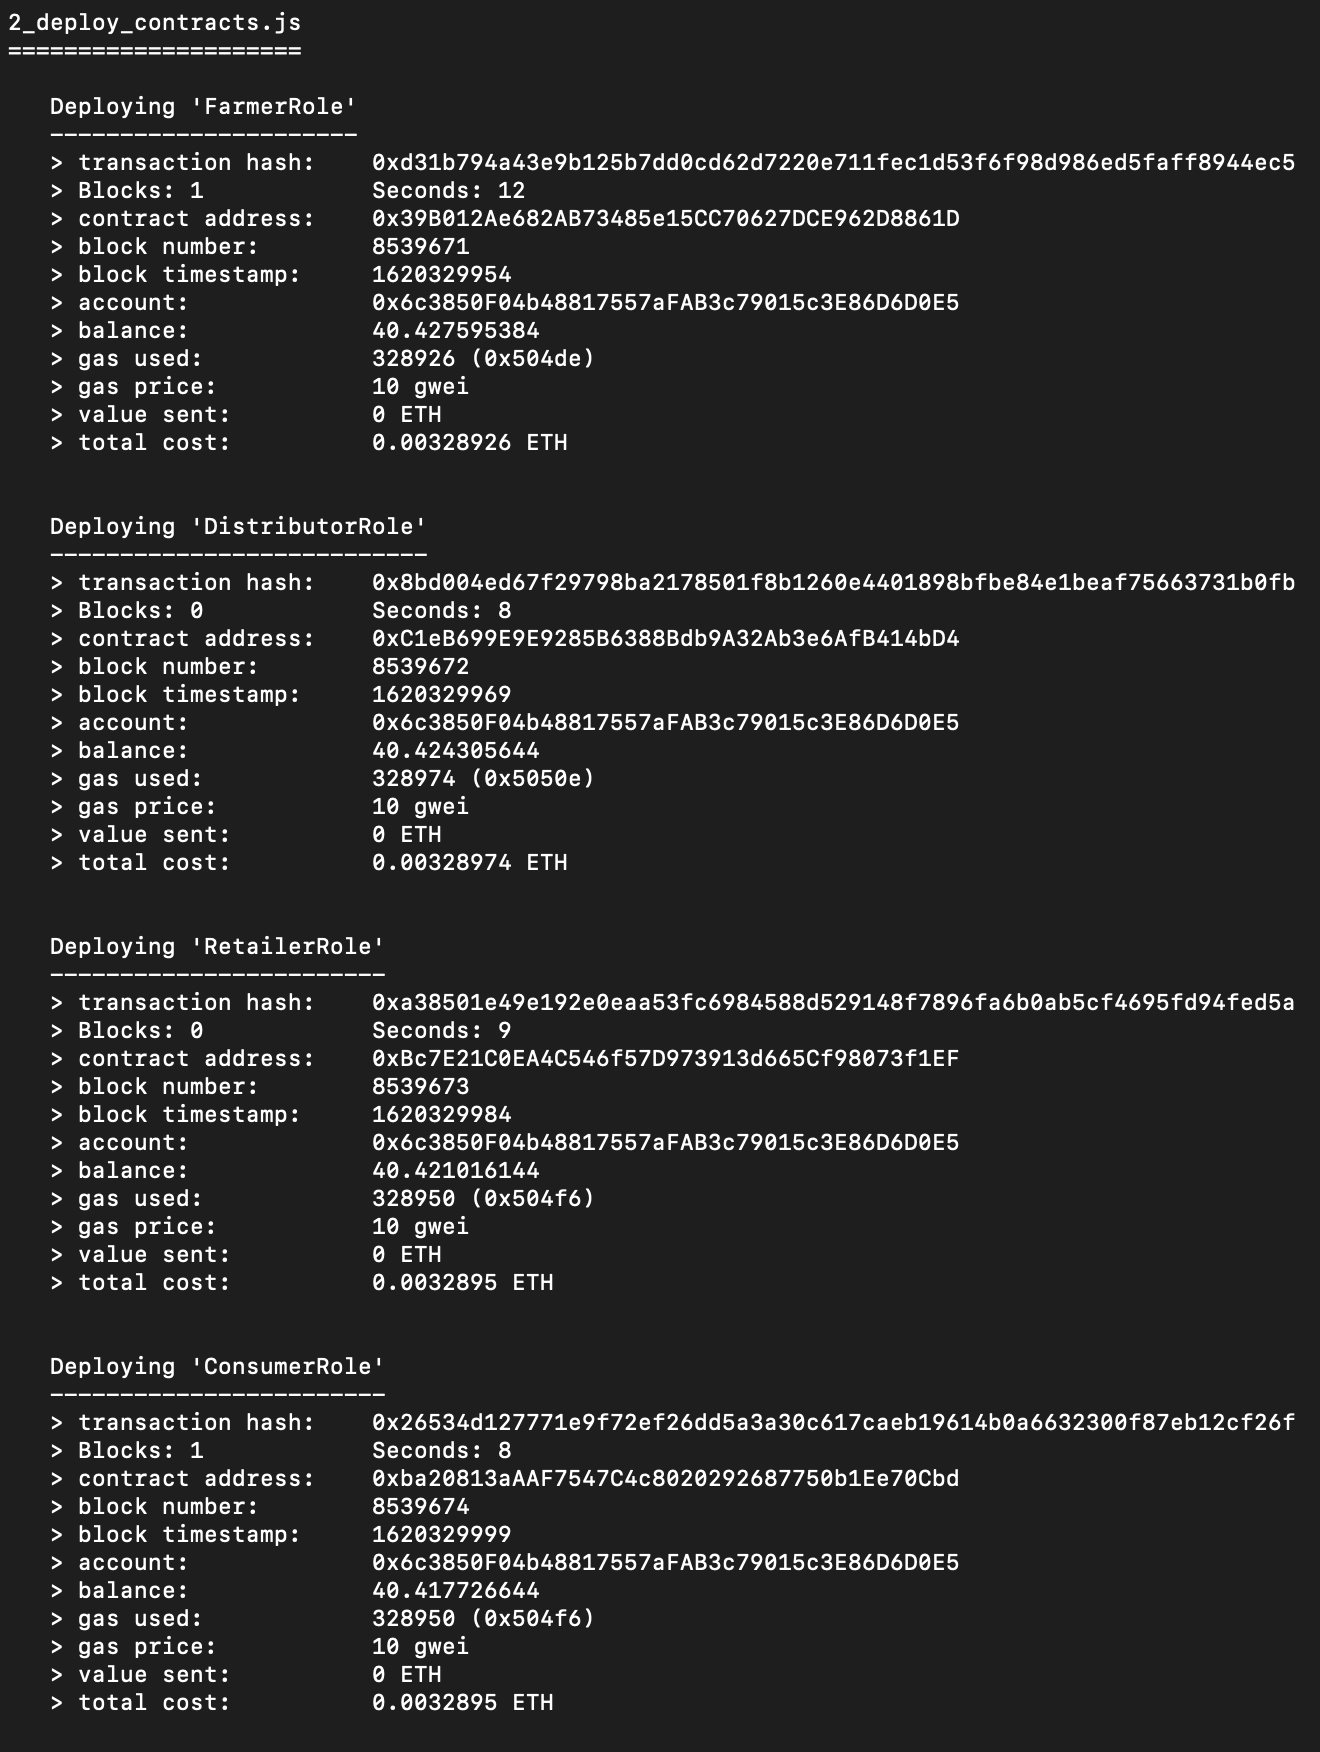 2_deploy_contracts.js
=====================
Deploying 'FarmerRole'
----------------------
> transaction hash:    0xd31b794a43e9b125b7dd0cd62d7220e711fec1d53f6f98d986ed5faff8944ec5
> Blocks: 1            Seconds: 12
> contract address:    0x39B012Ae682AB73485e15CC70627DCE962D8861D
> block number:        8539671
> block timestamp:     1620329954
> account:             0x6c3850F04b48817557aFAB3c79015c3E86D6D0E5
> balance:             40.427595384
> gas used:            328926 (0x504de)
> gas price:           10 gwei
> value sent:          0 ETH
> total cost:          0.00328926 ETH
Deploying 'DistributorRole'
---------------------------
> transaction hash:    0x8bd004ed67f29798ba2178501f8b1260e4401898bfbe84e1beaf75663731b0fb
> Blocks: 0            Seconds: 8
> contract address:    0xC1eB699E9E9285B6388Bdb9A32Ab3e6AfB414bD4
> block number:        8539672
> block timestamp:     1620329969
> account:             0x6c3850F04b48817557aFAB3c79015c3E86D6D0E5
> balance:             40.424305644
> gas used:            328974 (0x5050e)
> gas price:           10 gwei
> value sent:          0 ETH
> total cost:          0.00328974 ETH
Deploying 'RetailerRole'
------------------------
> transaction hash:    0xa38501e49e192e0eaa53fc6984588d529148f7896fa6b0ab5cf4695fd94fed5a
> Blocks: 0            Seconds: 9
> contract address:    0xBc7E21C0EA4C546f57D973913d665Cf98073f1EF
> block number:        8539673
> block timestamp:     1620329984
> account:             0x6c3850F04b48817557aFAB3c79015c3E86D6D0E5
> balance:             40.421016144
> gas used:            328950 (0x504f6)
> gas price:           10 gwei
> value sent:          0 ETH
> total cost:          0.0032895 ETH
Deploying 'ConsumerRole'
------------------------
> transaction hash:    0x26534d127771e9f72ef26dd5a3a30c617caeb19614b0a6632300f87eb12cf26f
> Blocks: 1            Seconds: 8
> contract address:    0xba20813aAAF7547C4c8020292687750b1Ee70Cbd
> block number:        8539674
> block timestamp:     1620329999
> account:             0x6c3850F04b48817557aFAB3c79015c3E86D6D0E5
> balance:             40.417726644
> gas used:            328950 (0x504f6)
> gas price:           10 gwei
> value sent:          0 ETH
> total cost:          0.0032895 ETH